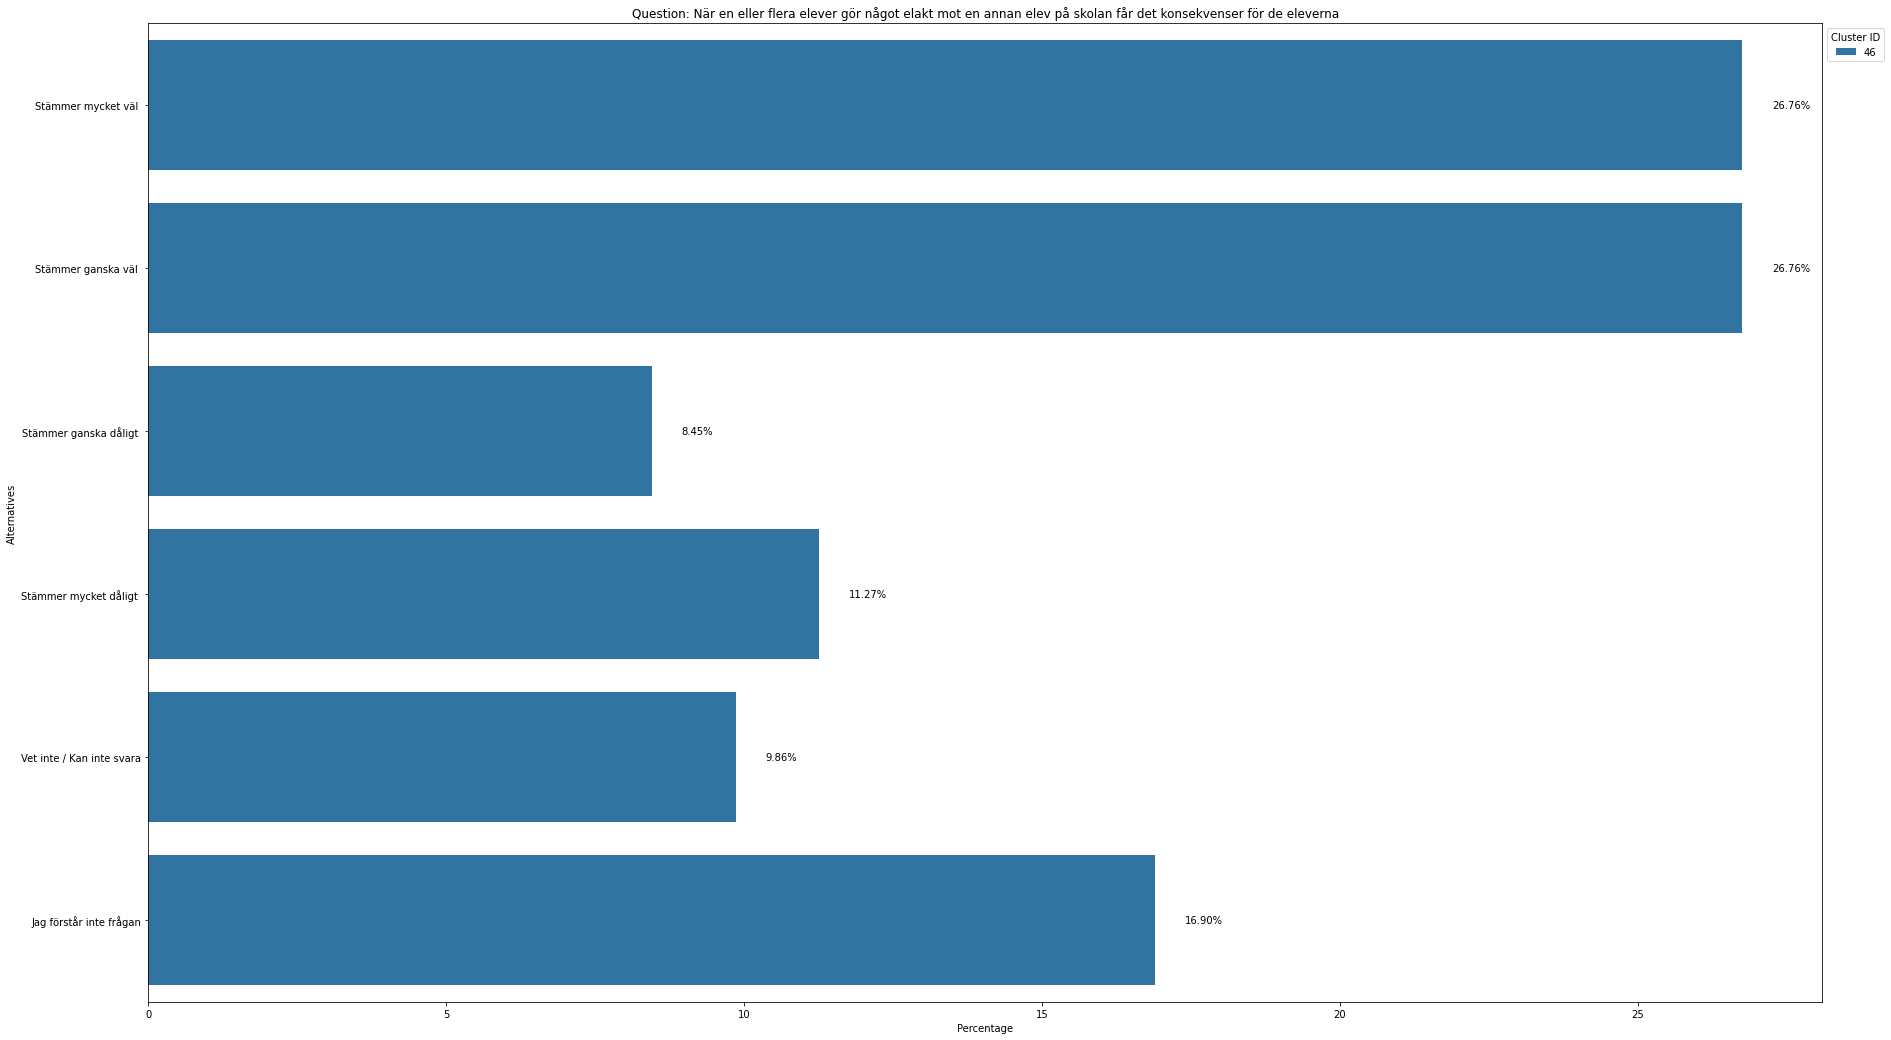 Question: När en eller flera elever gör något elakt mot en annan elev på skolan får det konsekvenser för de eleverna
Cluster ID
46
Stämmer mycket väl
26.76%
Stämmer ganska väl
26.76%
Stämmer ganska dåligt
8.45%
Alternatives
Stämmer mycket dåligt
11.27%
Vet inte / Kan inte svara
9.86%
Jag förstår inte frågan
16.90%
0 5 10 15 20 25
Percentage